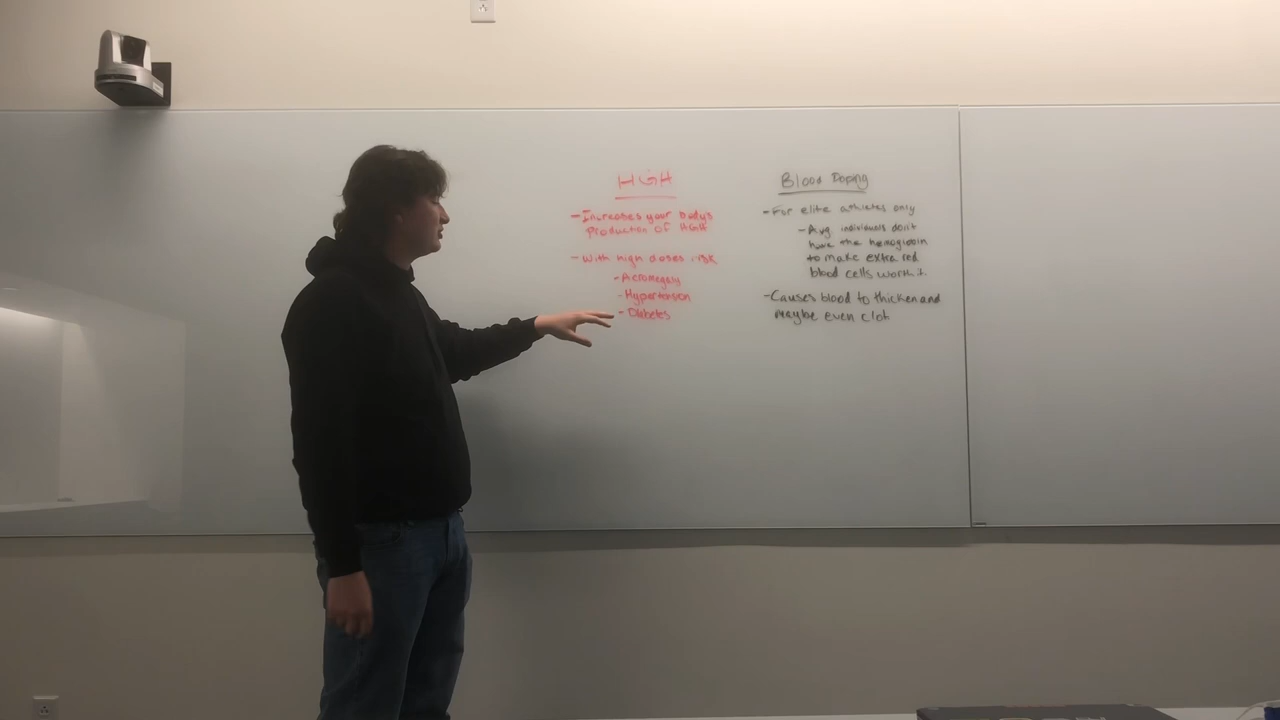 HGH
-Increases your bodys
production of HGH
-With high doses risk
-Acromegaly
-Hypertension
-Diabetes
Blood Doping
-For elite athletes only
-Avg individuals don't
have the hemoglobin
to make extra red
blood cells worth it.
-Causes blood to thicken and
maybe even clot